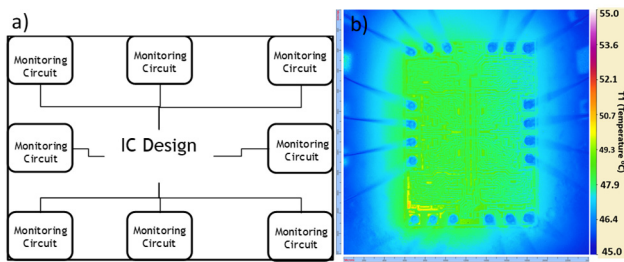 a)
Monitoring
Circuit
Monitoring
Circuit
Monitoring
Circuit
Monitoring
Circuit
IC Design
Monitoring
Circuit
Monitoring
Circuit
Monitoring
Circuit
Monitoring
Circuit
b)
55.0
53.6
52.1
50.7
49.3
47.9
46.4
45.0
T1 (Temperature ºC)